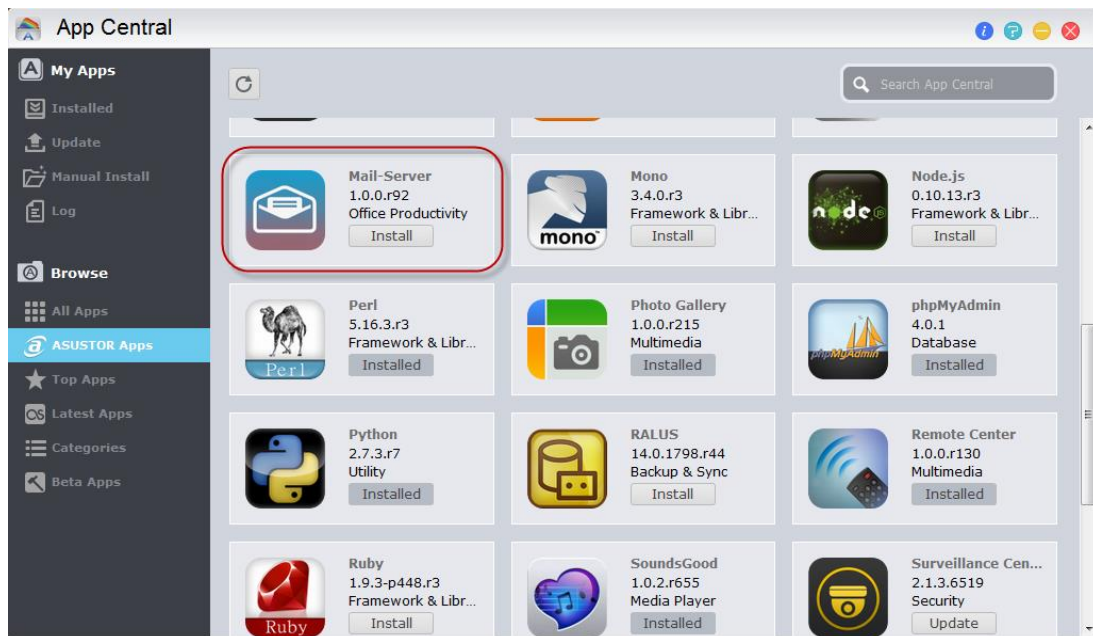 App Central
My Apps
Installed
Update
Manual Install
Log
Browse
All Apps
ASUSTOR Apps
Top Apps
Latest Apps
Categories
Beta Apps
Search App Central
Mail-Server
1.0.0.r92
Office Productivity
Install
mono
Mono
3.4.0.r3
Framework & Libr...
Install
node
JS
Node.js
0.10.13.r3
Framework & Libr...
Install
Perl
Perl
5.16.3.r3
Framework & Libr...
Installed
Photo Gallery
1.0.0.r215
Multimedia
Installed
phpMyAdmin
phpMyAdmin
4.0.1
Database
Installed
Python
2.7.3.r7
Utility
Installed
RALUS
14.0.1798.r44
Backup & Sync
Install
Remote Center
1.0.0.r130
Multimedia
Installed
Ruby
Ruby
1.9.3-p448.r3
Framework & Libr...
Install
SoundsGood
1.0.2.r655
Media Player
Installed
Surveillance Cen...
2.1.3.6519
Security
Update